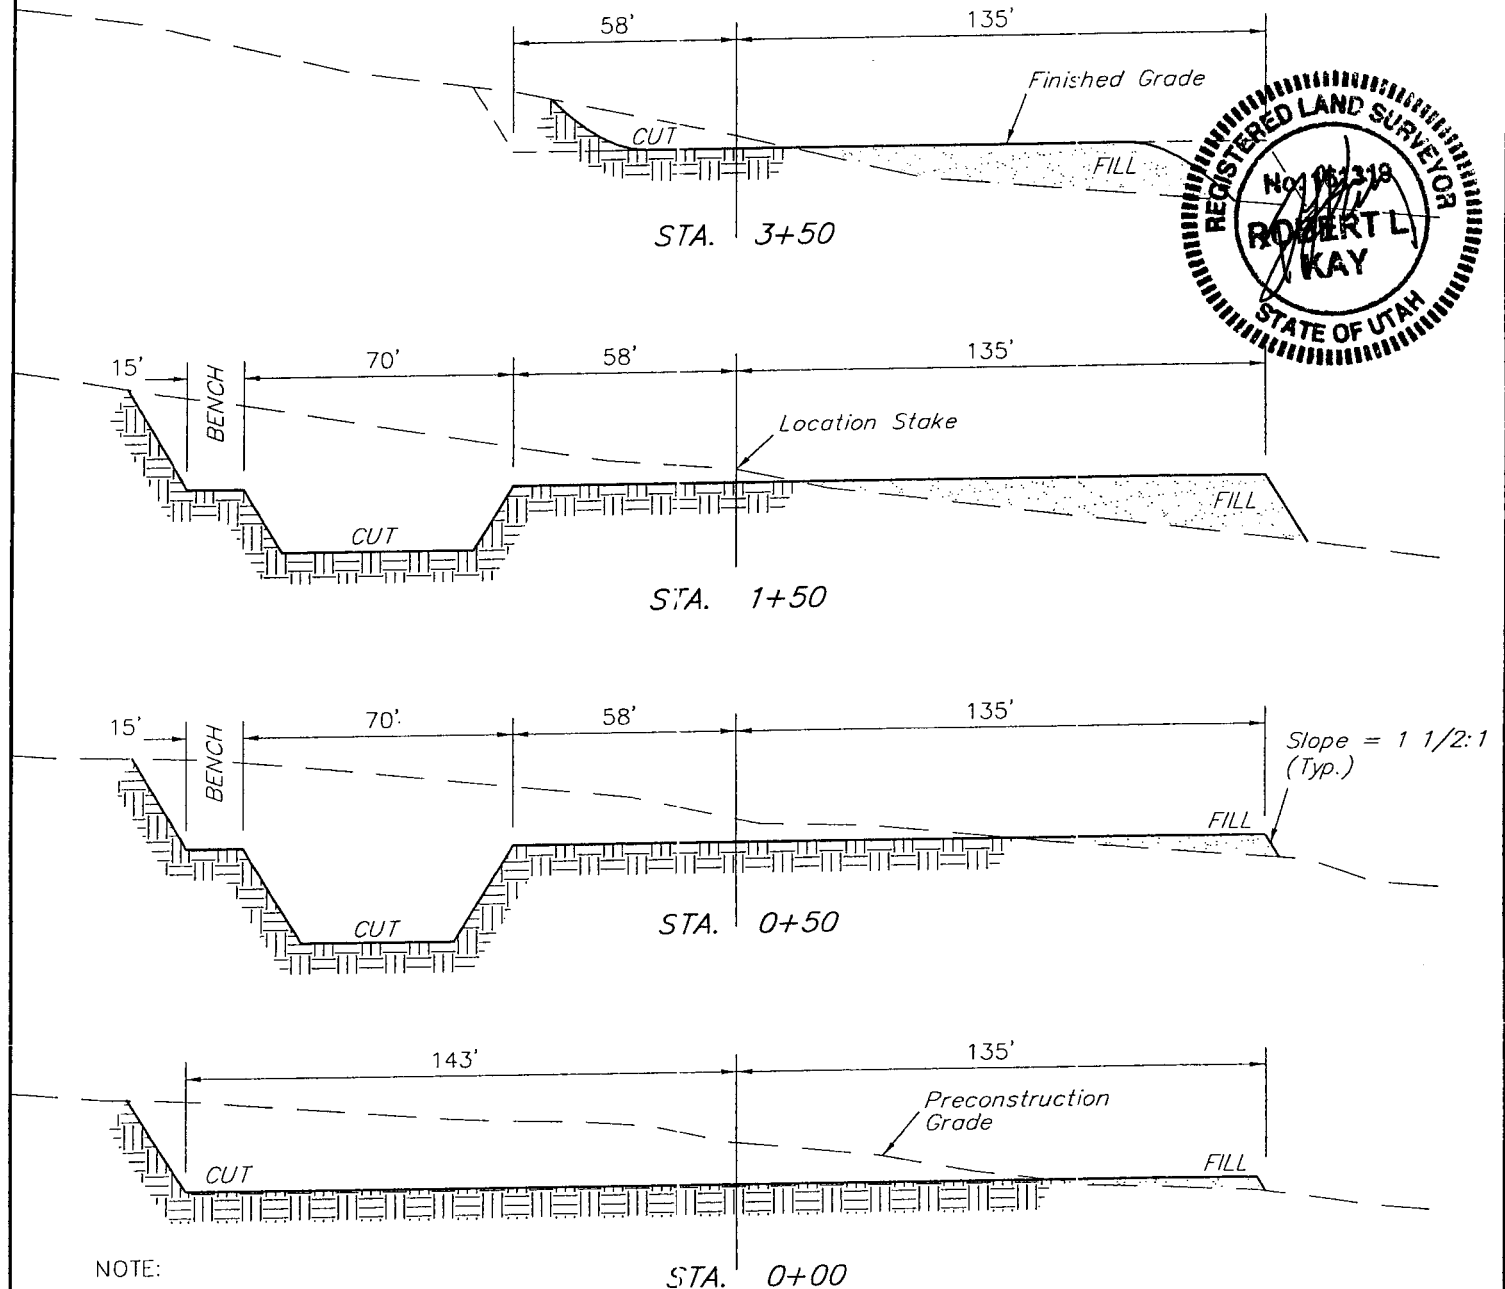 58' 135'
Finished Grade
CUT
FILL
STA. 3+50
REGISTERED LAND SURVEYOR
ROBERT L
KAY
STATE OF UTAH
15' BENCH 70' 58' 135'
Location Stake
CUT
FILL
STA. 1+50
15' BENCH 70' 58' 135'
Slope = 1 1/2:1
(Typ.)
FILL
CUT
STA. 0+50
143' 135'
Preconstruction
Grade
CUT
FILL
NOTE:
STA. 0+00